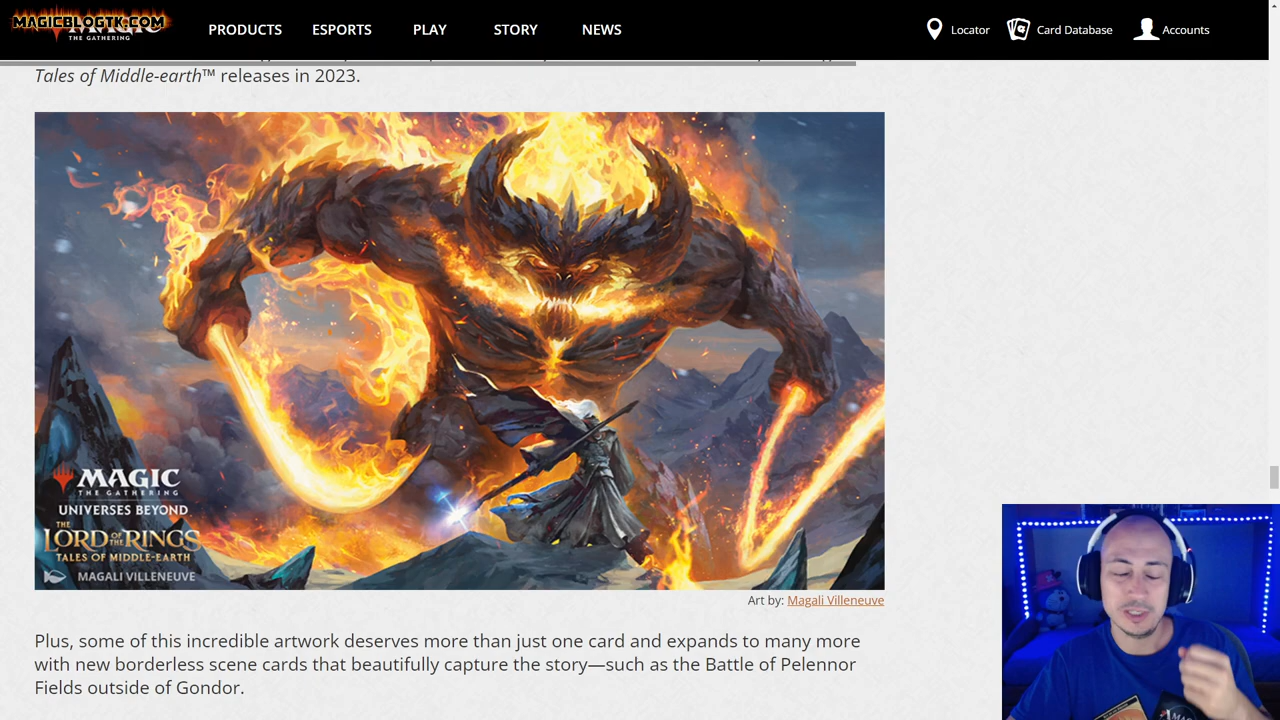 MAGICBLOGTK.COM
MAGIC
THE GATHERING
PRODUCTS
ESPORTS
PLAY
STORY
NEWS
Locator
Card Database
Accounts
Tales of Middle-earth™ releases in 2023.
MAGIC
THE GATHERING
UNIVERSES BEYOND
THE
LORD OF THE RINGS
TALES OF MIDDLE-EARTH
MAGALI VILLENEUVE
Art by: Magali Villeneuve
Plus, some of this incredible artwork deserves more than just one card and expands to many more
with new borderless scene cards that beautifully capture the story—such as the Battle of Pelennor
Fields outside of Gondor.